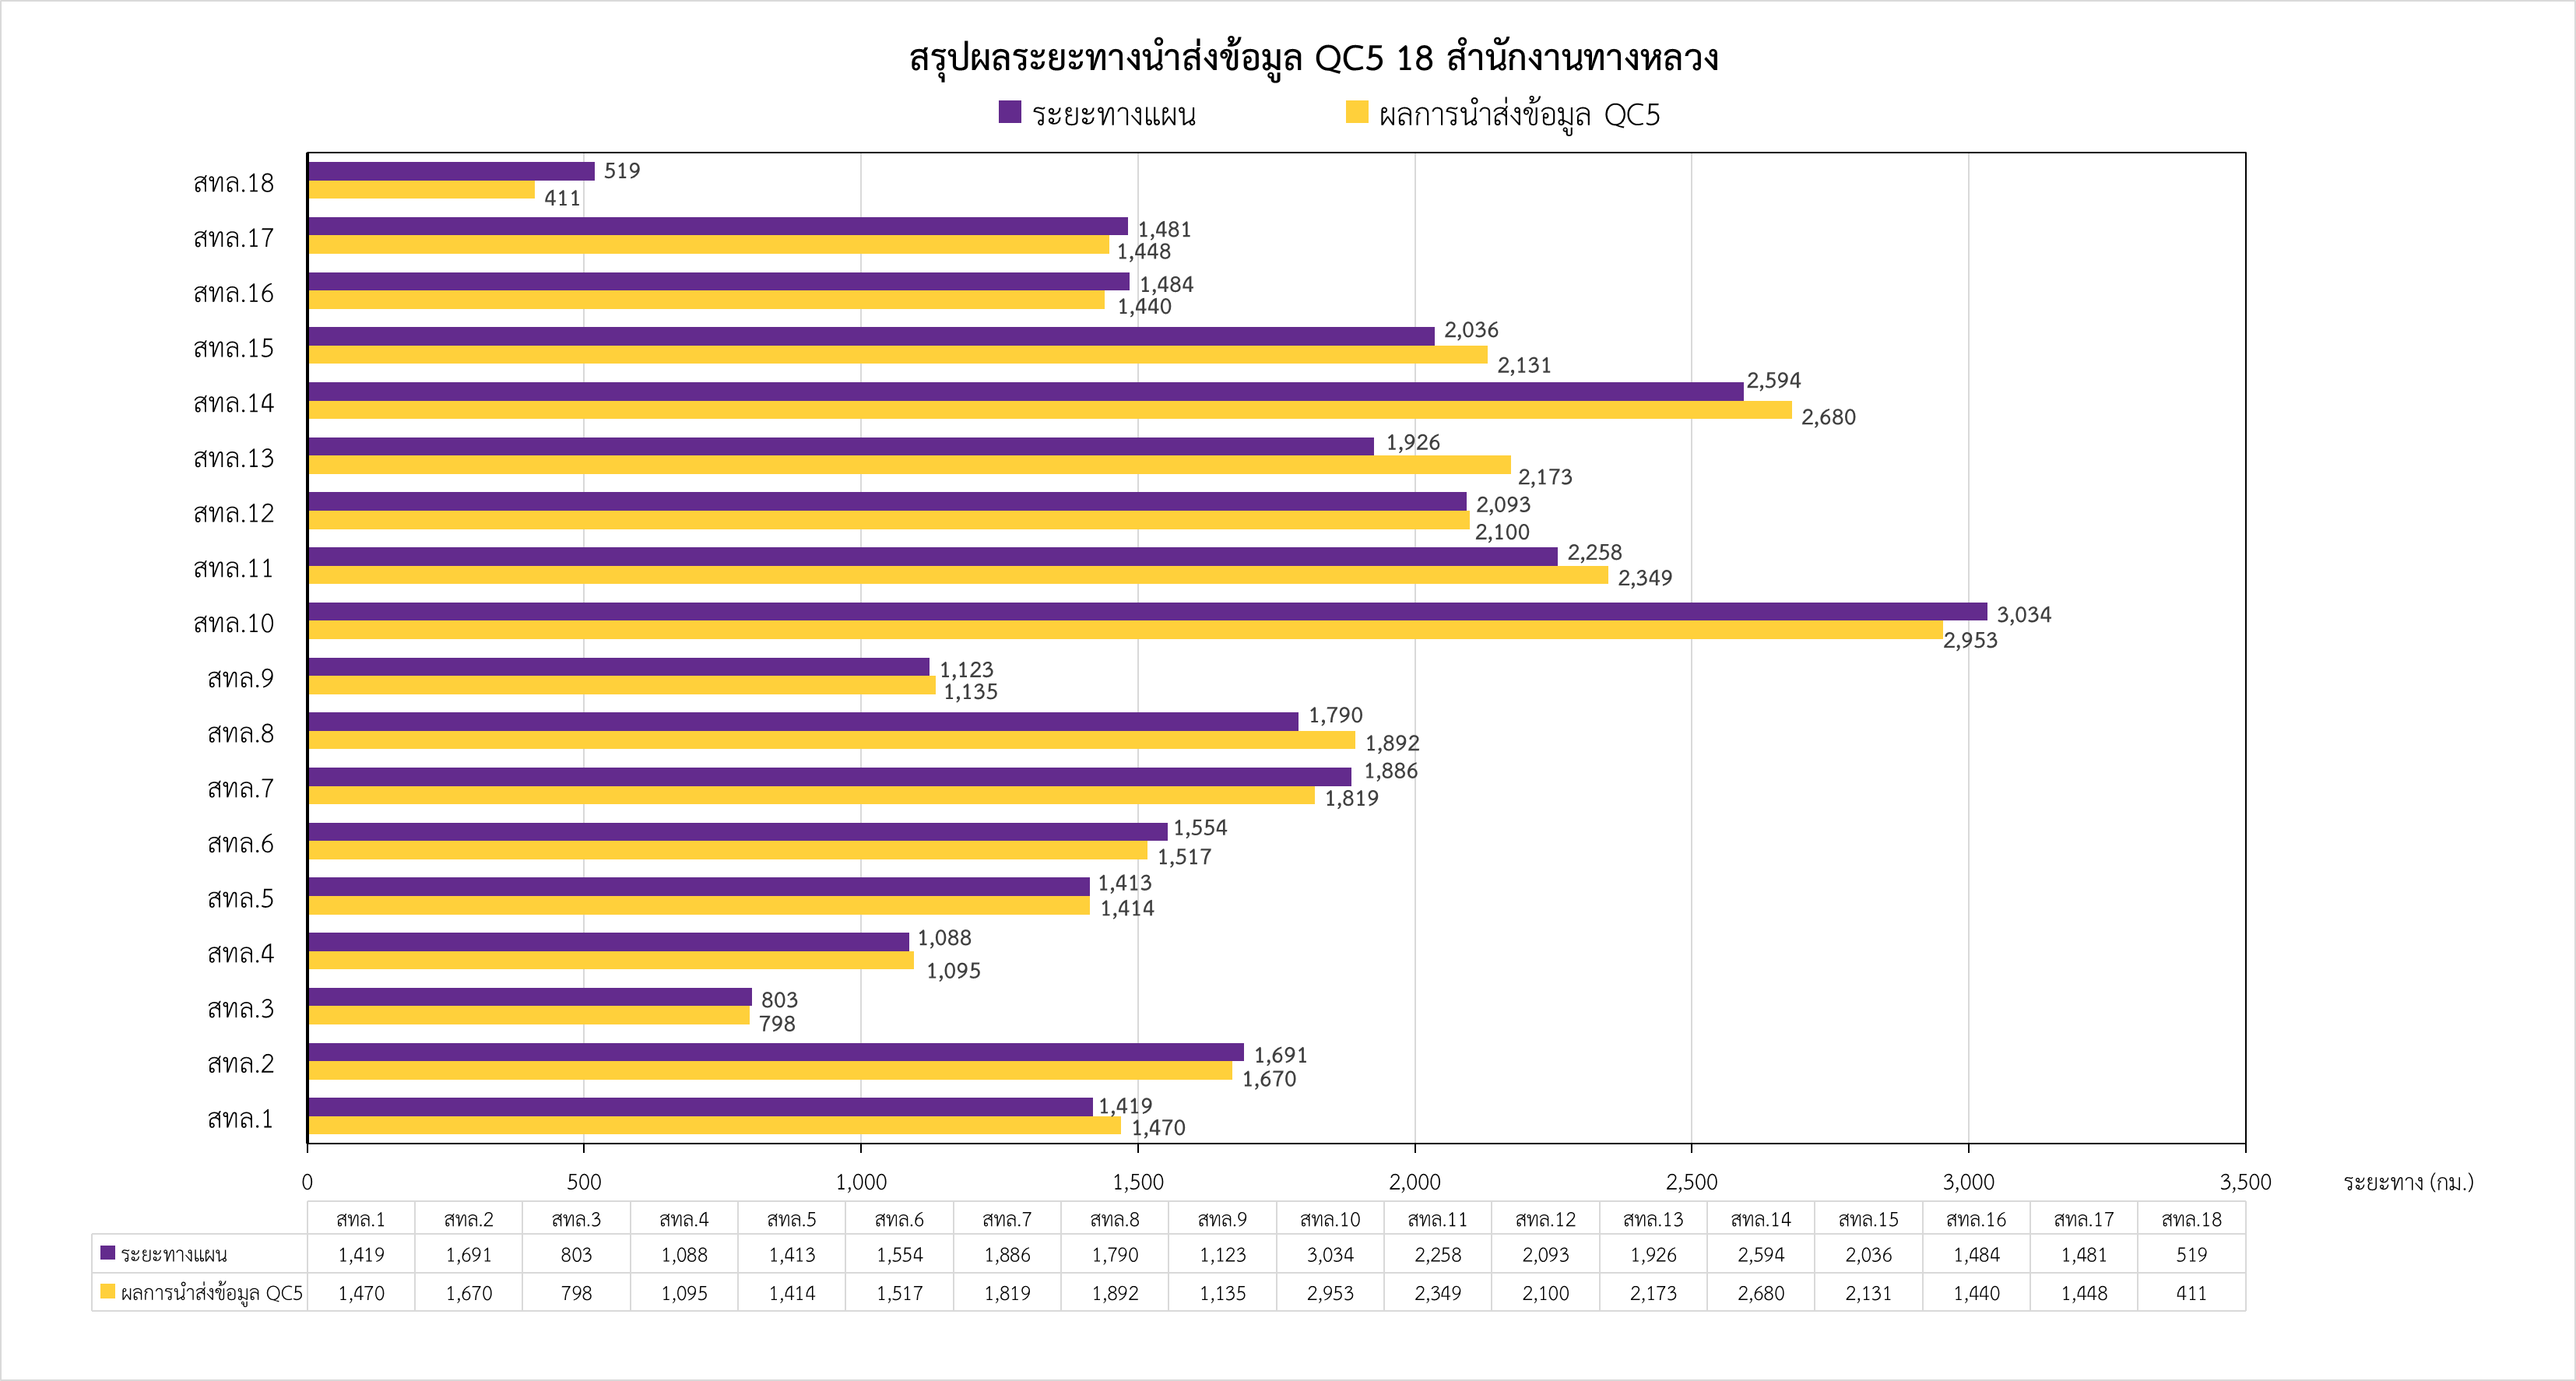 สรุปผลระยะทางนำส่งข้อมูล QC5 18 สำนักงานทางหลวง
ระยะทางแผน ผลการนำส่งข้อมูล QC5
สทล.18 519
411
สทล.17 1,481
1,448
สทล.16 1,484
1,440
สทล.15 2,036
2,131
สทล.14 2,594
2,680
สทล.13 1,926
2,173
สทล.12 2,093
2,100
สทล.11 2,258
2,349
สทล.10 3,034
2,953
สทล.9 1,123
1,135
สทล.8 1,790
1,892
สทล.7 1,886
1,819
สทล.6 1,554
1,517
สทล.5 1,413
1,414
สทล.4 1,088
1,095
สทล.3 803
798
สทล.2 1,691
1,670
สทล.1 1,419
1,470
0 500 1,000 1,500 2,000 2,500 3,000 3,500 ระยะทาง (กม.)
สทล.1 สทล.2 สทล.3 สทล.4 สทล.5 สทล.6 สทล.7 สทล.8 สทล.9 สทล.10 สทล.11 สทล.12 สทล.13 สทล.14 สทล.15 สทล.16 สทล.17 สทล.18
ระยะทางแผน 1,419 1,691 803 1,088 1,413 1,554 1,886 1,790 1,123 3,034 2,258 2,093 1,926 2,594 2,036 1,484 1,481 519
ผลการนำส่งข้อมูล QC5 1,470 1,670 798 1,095 1,414 1,517 1,819 1,892 1,135 2,953 2,349 2,100 2,173 2,680 2,131 1,440 1,448 411